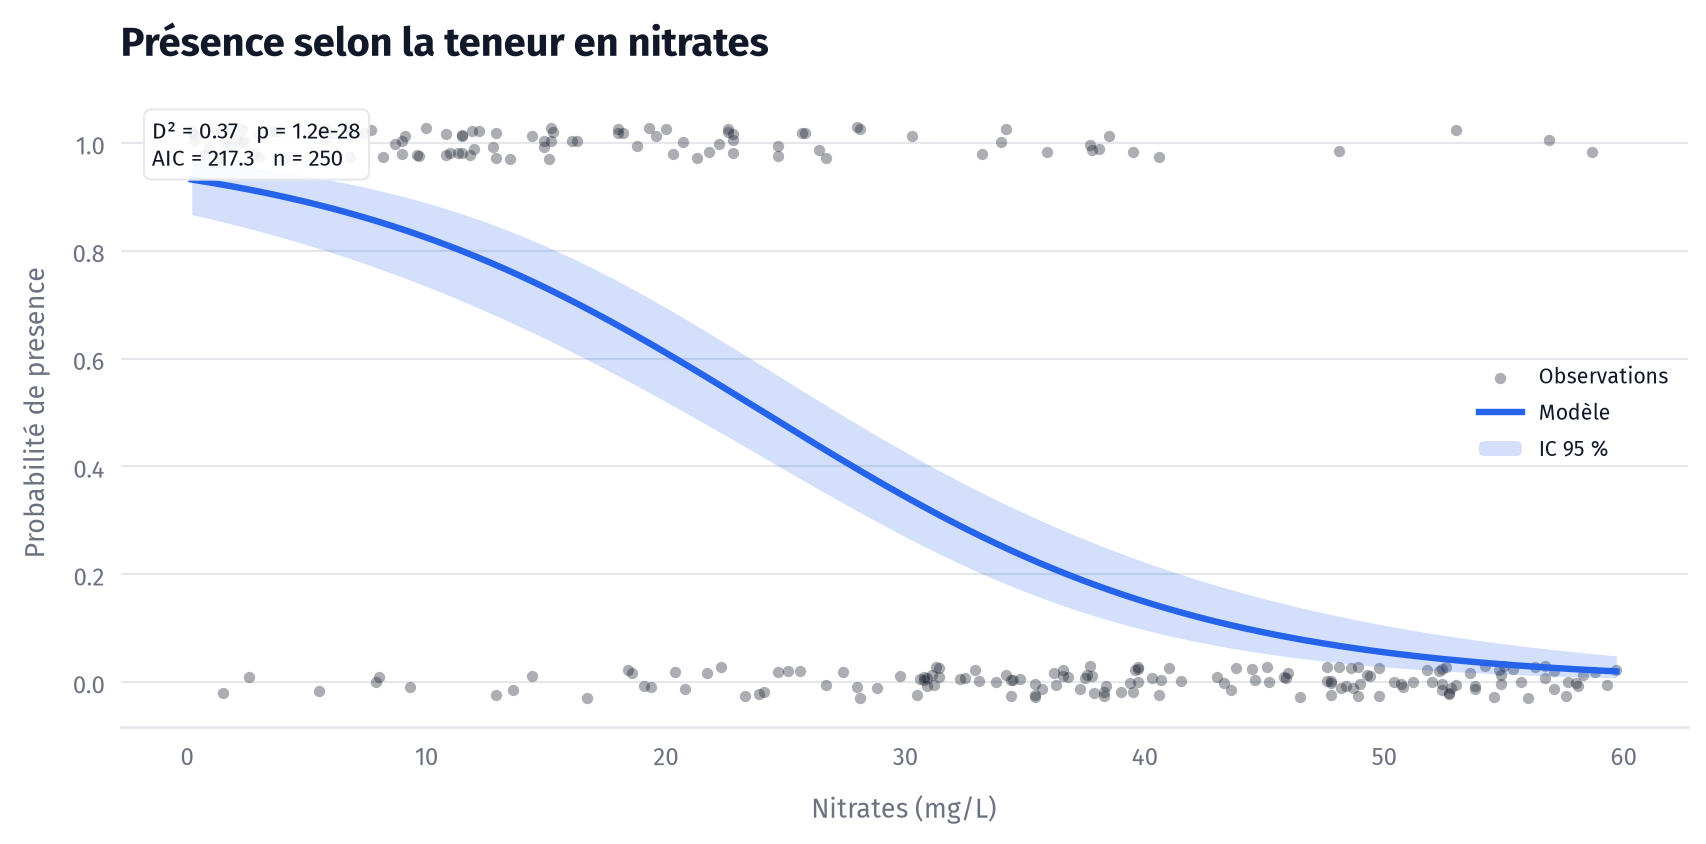 Présence selon la teneur en nitrates
D² = 0.37 p = 1.2e-28
AIC = 217.3 n = 250
1.0
0.8
0.6
0.4
0.2
0.0
Probabilité de presence
Observations
Modèle
IC 95 %
0 10 20 30 40 50 60
Nitrates (mg/L)